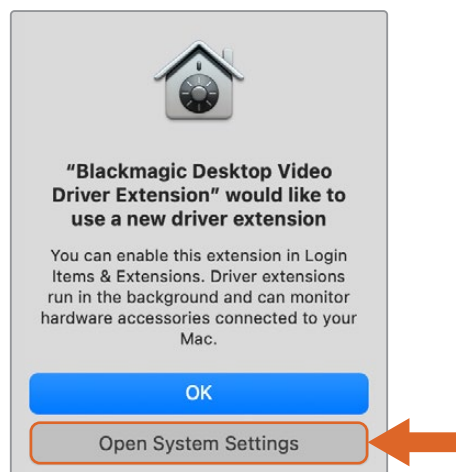 “Blackmagic Desktop Video
Driver Extension” would like to
use a new driver extension
You can enable this extension in Login
Items & Extensions. Driver extensions
run in the background and can monitor
hardware accessories connected to your
Mac.
OK
Open System Settings